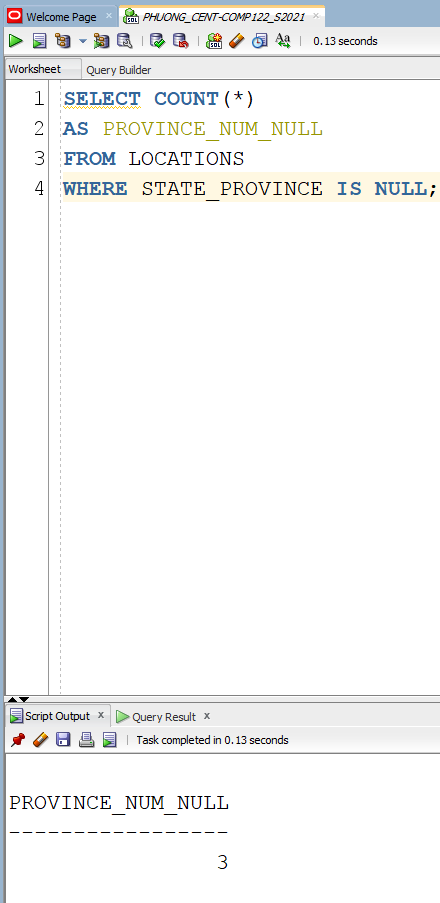 Welcome Page
PHUONG_CENT-COMP122_S2021
SQL
0.13 seconds
Worksheet
Query Builder
1 SELECT COUNT(*)
2 AS PROVINCE_NUM_NULL
3 FROM LOCATIONS
4 WHERE STATE_PROVINCE IS NULL;
Script Output x
Query Result x
Task completed in 0.13 seconds
PROVINCE_NUM_NULL
-----------------
3